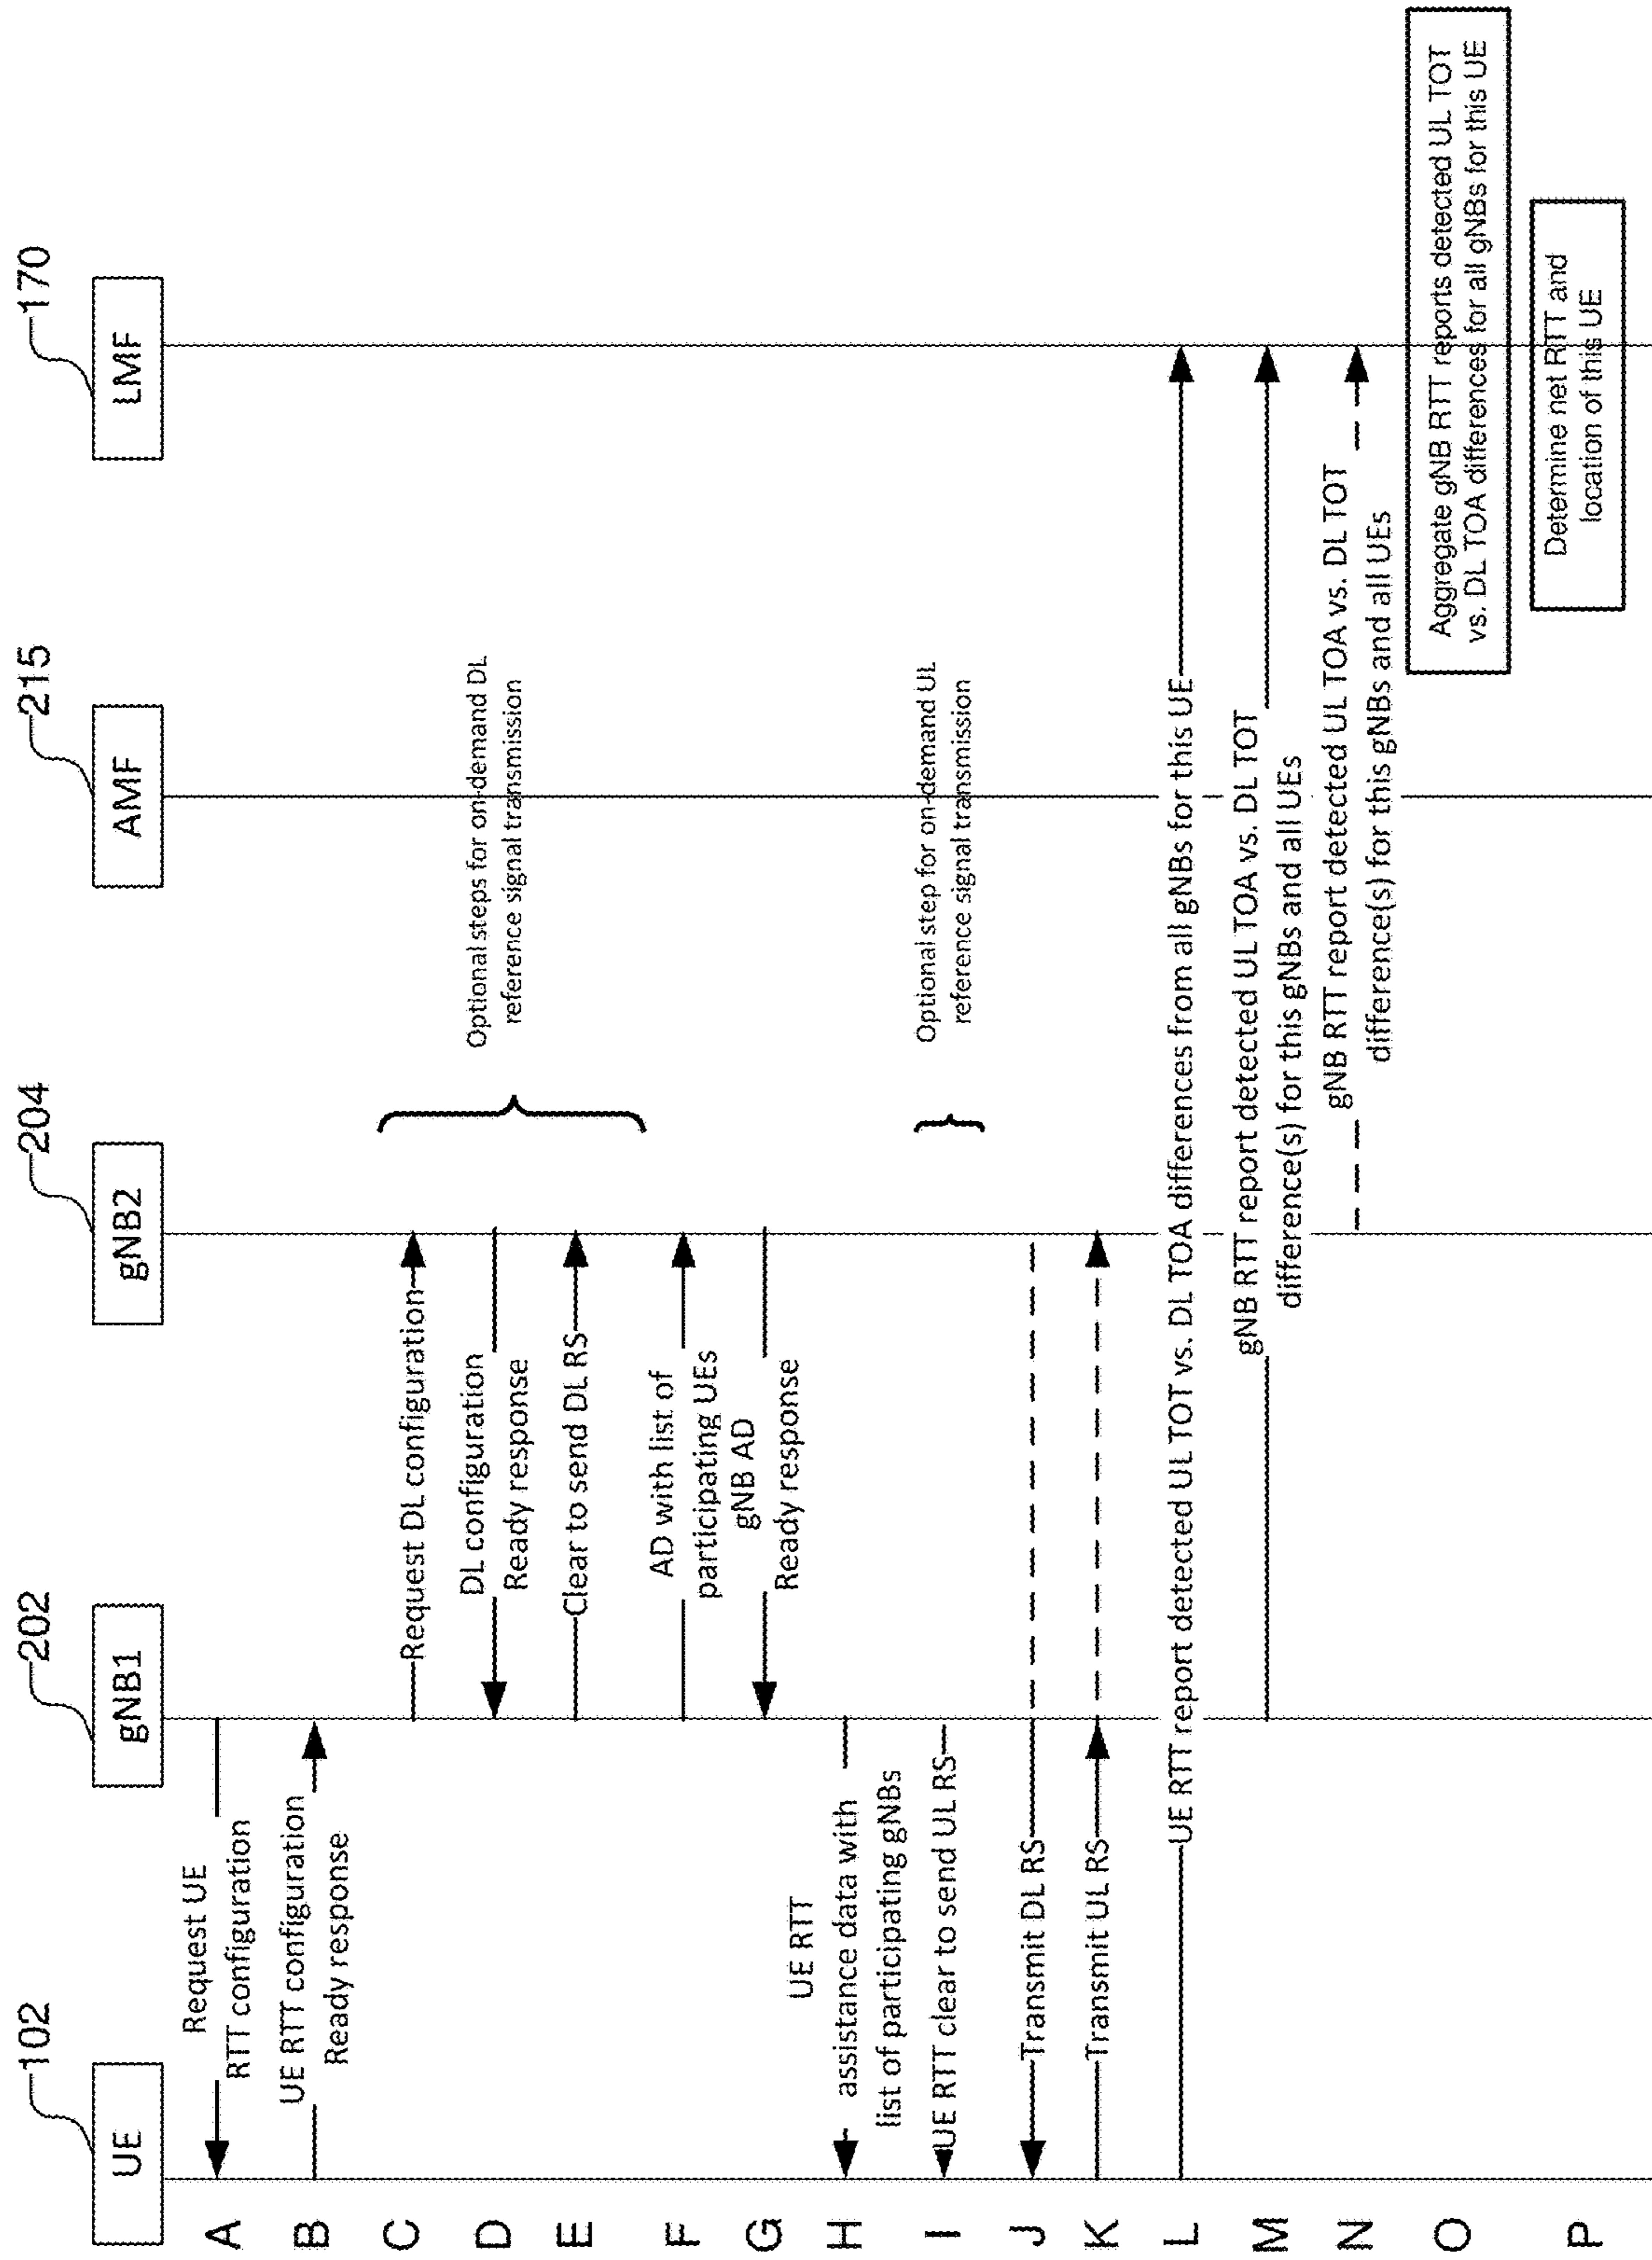 102
202
204
215
170
UE
gNB1
gNB2
AMF
LMF
A
Request UE
RTT configuration
B
UE RTT configuration
Ready response
C
Request DL configuration
D
DL configuration
Ready response
Optional steps for on-demand DL
reference signal transmission
E
Clear to send DL RS
F
AD with list of
participating UEs
G
gNB AD
Ready response
H
UE RTT
assistance data with
list of participating gNBs
I
UE RTT clear to send UL RS
Optional step for on-demand UL
reference signal transmission
J
Transmit DL RS
K
Transmit UL RS
L
UE RTT report detected UL TOT vs. DL TOA differences from all gNBs for this UE
M
gNB RTT report detected UL TOA vs. DL TOT
difference(s) for this gNBs and all UEs
N
gNB RTT report detected UL TOA vs. DL TOT
difference(s) for this gNBs and all UEs
O
Aggregate gNB RTT reports detected UL TOT
vs. DL TOA differences for all gNBs for this UE
P
Determine net RTT and
location of this UE